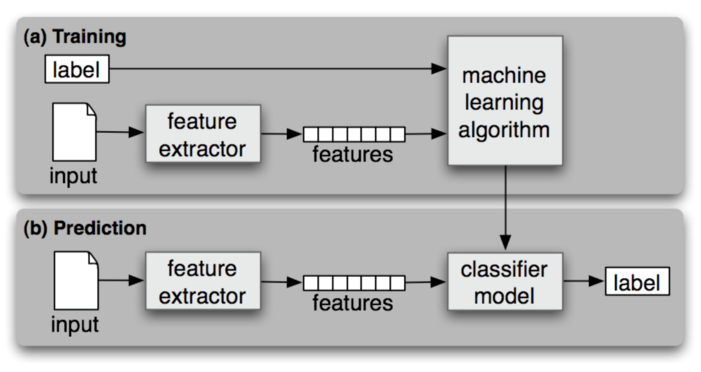 (a) Training
label
machine
learning
algorithm
feature
extractor
features
input
(b) Prediction
feature
extractor
features
classifier
model
label
input